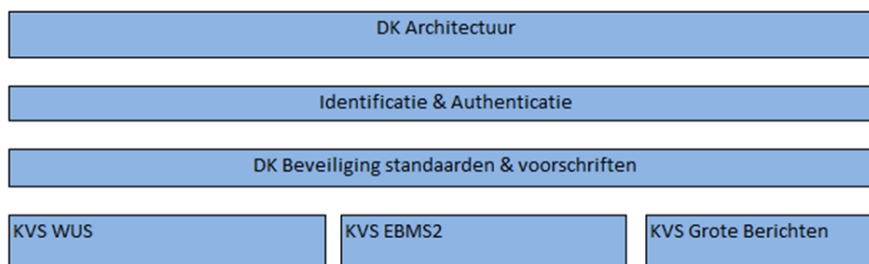 DK Architectuur
Identificatie & Authenticatie
DK Beveiliging standaarden & voorschriften
KVS WUS
KVS EBMS2
KVS Grote Berichten